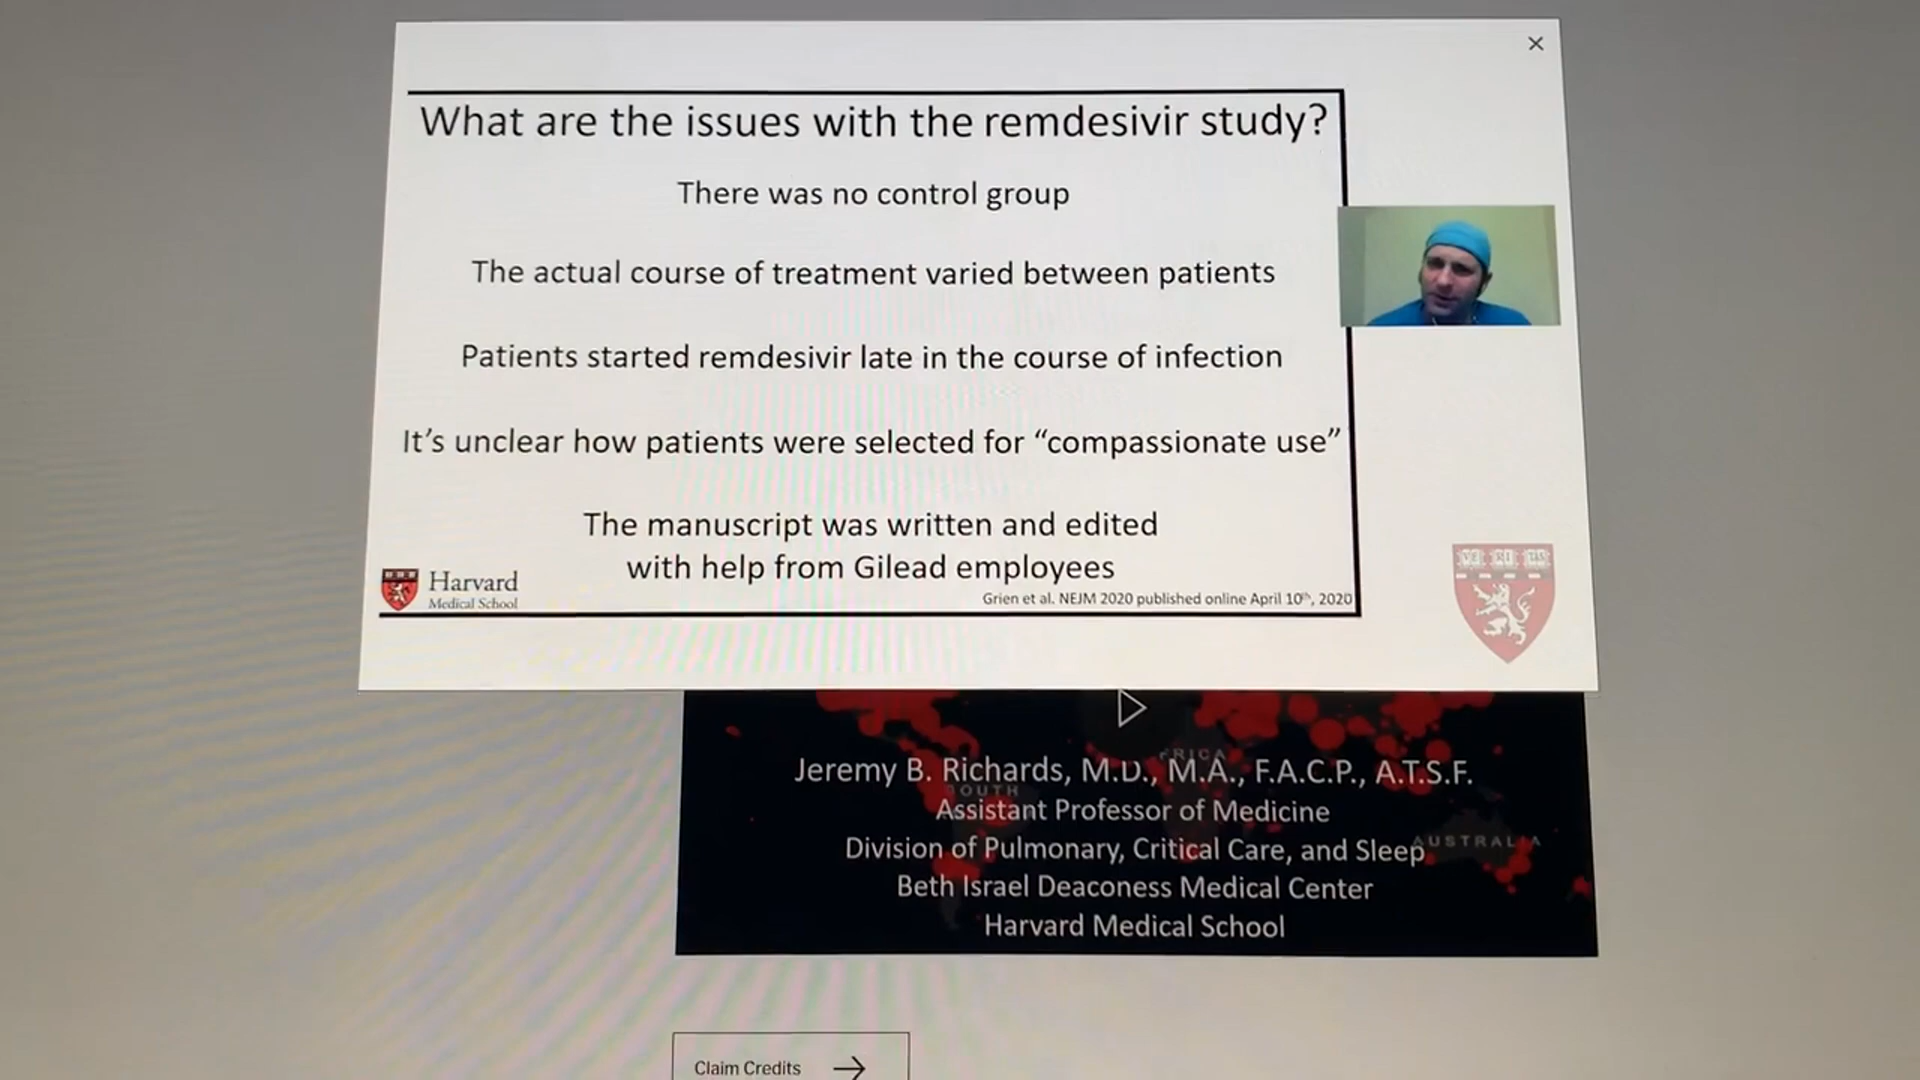 What are the issues with the remdesivir study?
There was no control group
The actual course of treatment varied between patients
Patients started remdesivir late in the course of infection
It's unclear how patients were selected for “compassionate use”
The manuscript was written and edited
with help from Gilead employees
Harvard
Medical School
Grien et al. NEJM 2020 published online April 10th, 2020
Jeremy B. Richards, M.D., M.A., F.A.C.P., A.T.S.F.
SOUTH
Assistant Professor of Medicine
Division of Pulmonary, Critical Care, and Sleep
AUSTRALIA
Beth Israel Deaconess Medical Center
Harvard Medical School
Claim Credits